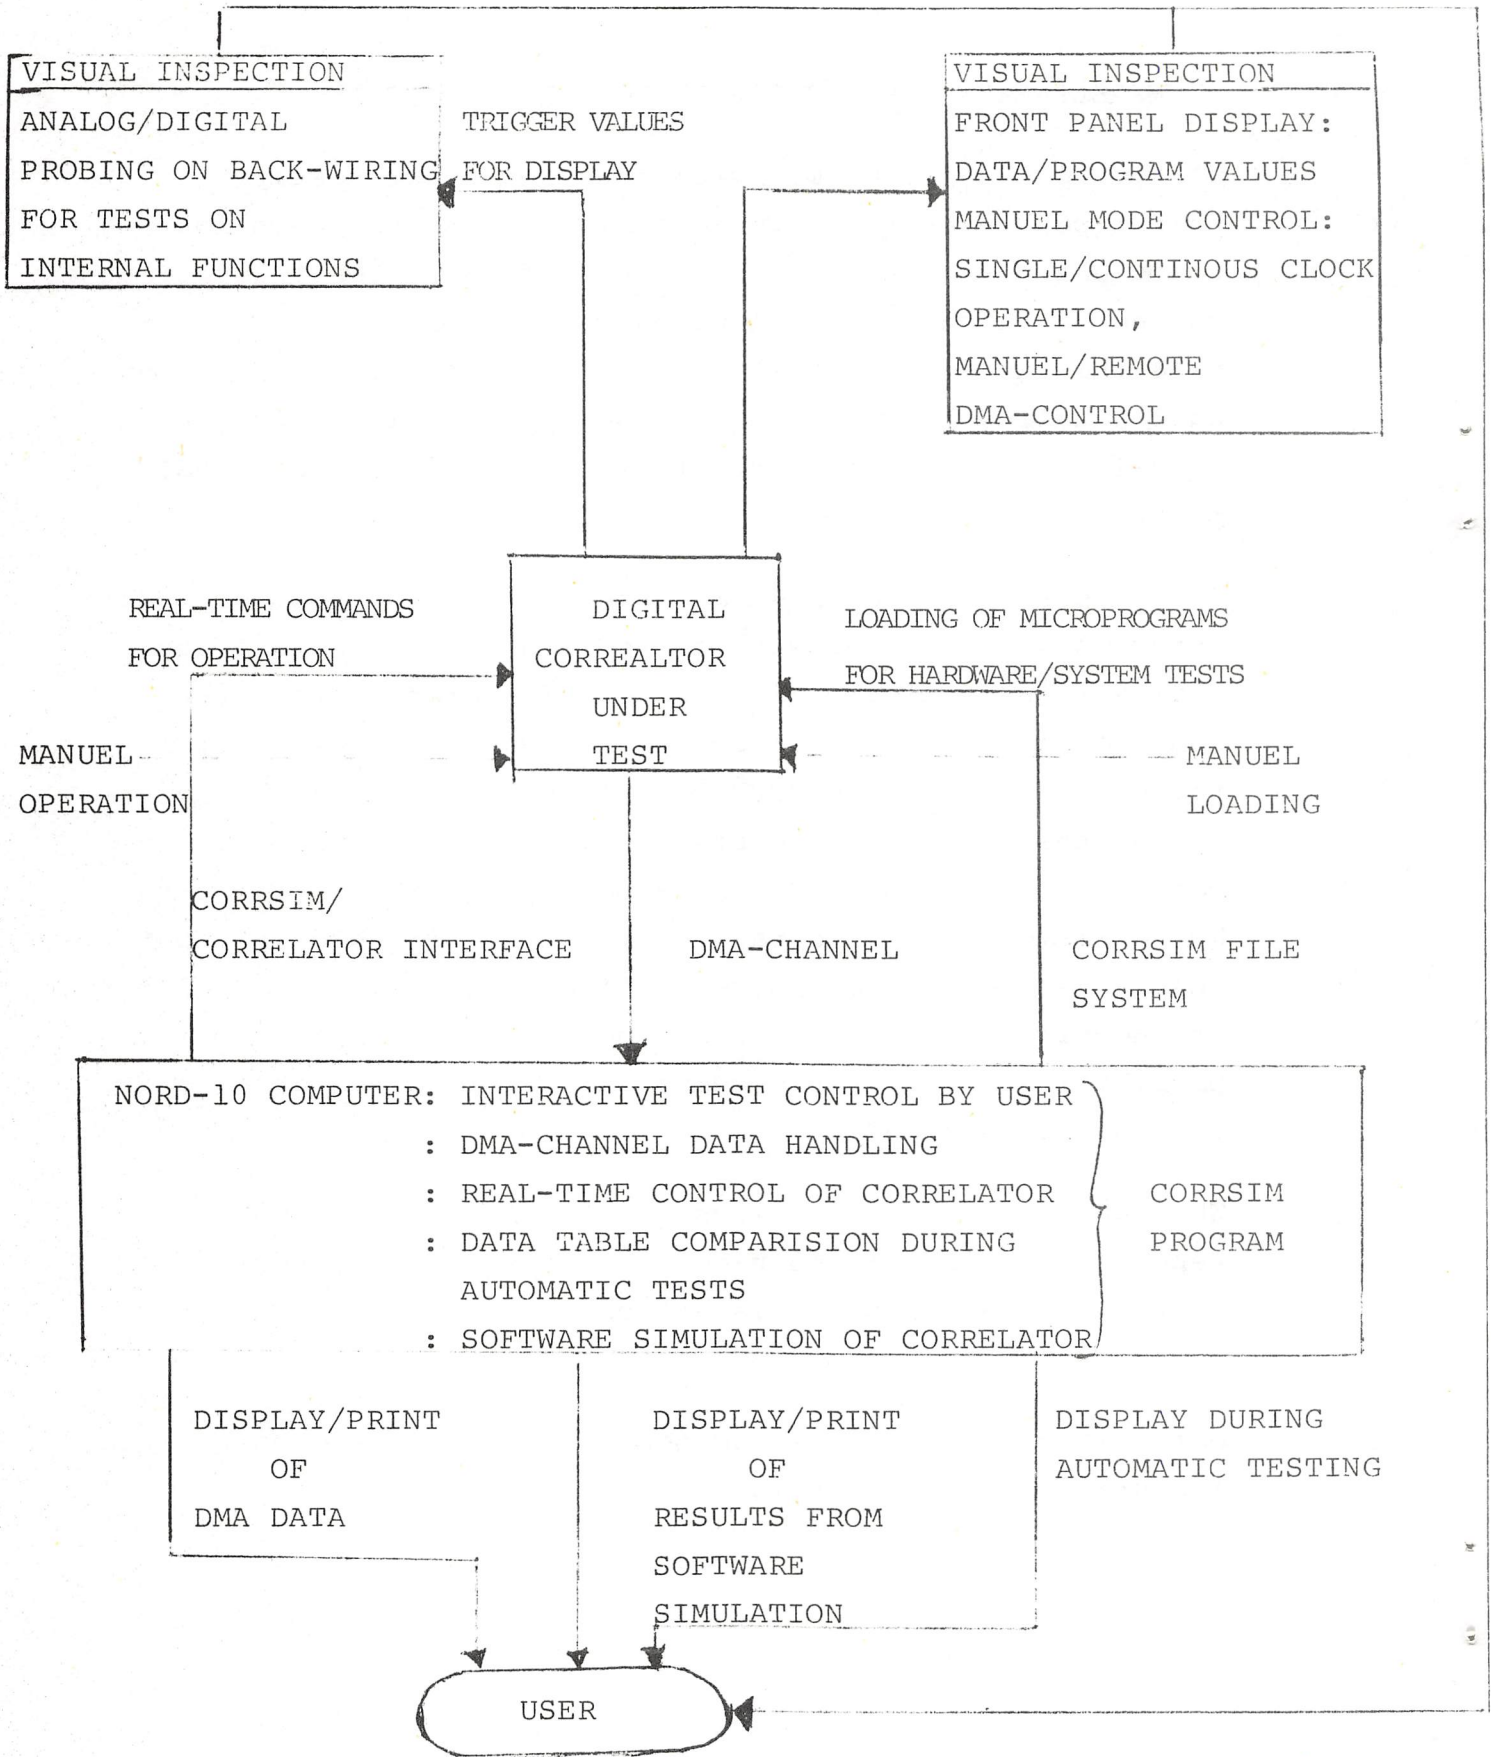 VISUAL INSPECTION
ANALOG/DIGITAL
PROBING ON BACK-WIRING
FOR TESTS ON
INTERNAL FUNCTIONS
TRIGGER VALUES
FOR DISPLAY
VISUAL INSPECTION
FRONT PANEL DISPLAY:
DATA/PROGRAM VALUES
MANUEL MODE CONTROL:
SINGLE/CONTINOUS CLOCK
OPERATION,
MANUEL/REMOTE
DMA-CONTROL
REAL-TIME COMMANDS
FOR OPERATION
DIGITAL
CORREALTOR
UNDER
TEST
LOADING OF MICROPROGRAMS
FOR HARDWARE/SYSTEM TESTS
MANUEL
OPERATION
MANUEL
LOADING
CORRSIM/
CORRELATOR INTERFACE
DMA-CHANNEL
CORRSIM FILE
SYSTEM
NORD-10 COMPUTER: INTERACTIVE TEST CONTROL BY USER
: DMA-CHANNEL DATA HANDLING
: REAL-TIME CONTROL OF CORRELATOR
: DATA TABLE COMPARISION DURING
AUTOMATIC TESTS
: SOFTWARE SIMULATION OF CORRELATOR
CORRSIM
PROGRAM
DISPLAY/PRINT
OF
DMA DATA
DISPLAY/PRINT
OF
RESULTS FROM
SOFTWARE
SIMULATION
DISPLAY DURING
AUTOMATIC TESTING
USER